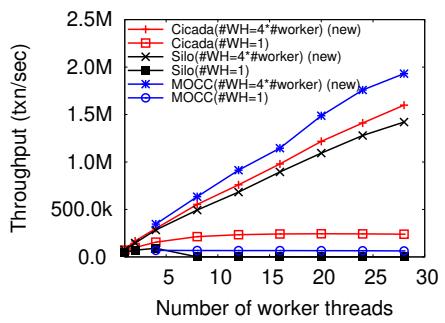 2.5M
2.0M
1.5M
1.0M
500.0k
0.0
Throughput (txn/sec)
Cicada(#WH=4*#worker) (new)
Cicada(#WH=1)
Silo(#WH=4*#worker) (new)
Silo(#WH=1)
MOCC(#WH=4*#worker) (new)
MOCC(#WH=1)
5 10 15 20 25 30
Number of worker threads